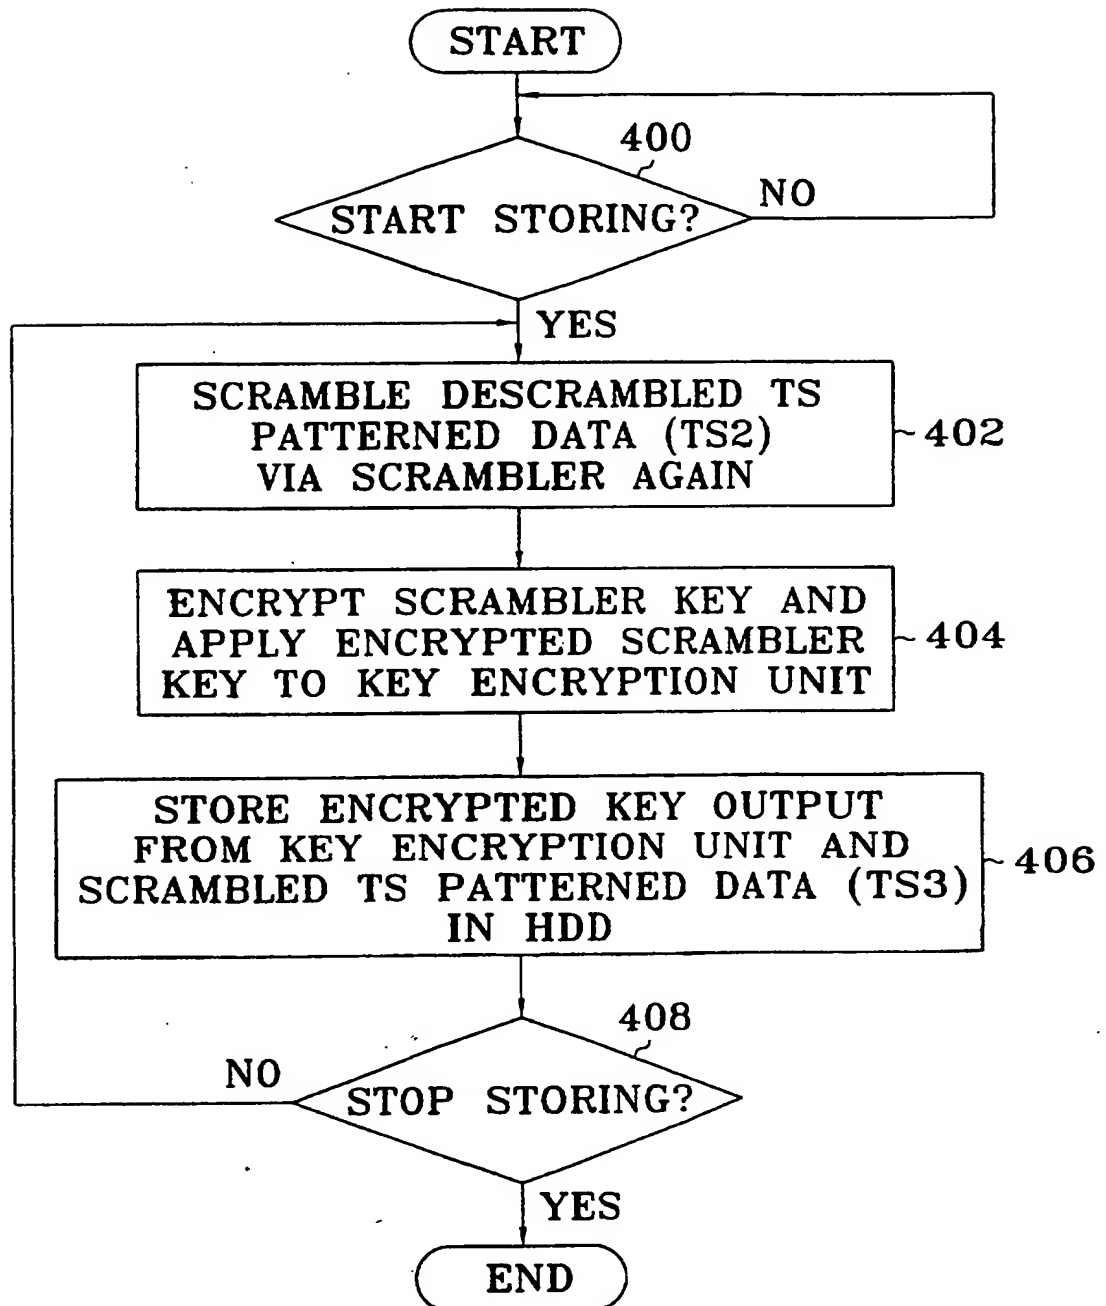 START
400
START STORING?
NO
YES
SCRAMBLE DESCRAMBLED TS
PATTERNED DATA (TS2)
VIA SCRAMBLER AGAIN
402
ENCRYPT SCRAMBLER KEY AND
APPLY ENCRYPTED SCRAMBLER
KEY TO KEY ENCRYPTION UNIT
404
STORE ENCRYPTED KEY OUTPUT
FROM KEY ENCRYPTION UNIT AND
SCRAMBLED TS PATTERNED DATA (TS3)
IN HDD
406
408
NO
STOP STORING?
YES
END